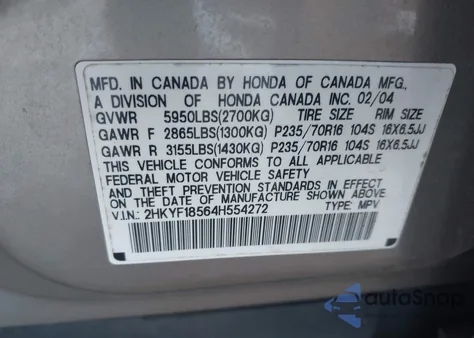 MFD. IN CANADA BY HONDA OF CANADA MFG.,
A DIVISION OF HONDA CANADA INC. 02/04
GVWR 5950LBS(2700KG) TIRE SIZE RIM SIZE
GAWR F 2865LBS(1300KG) P235/70R16 104S 16X6.5JJ
GAWR R 3155LBS(1430KG) P235/70R16 104S 16X6.5JJ
THIS VEHICLE CONFORMS TO ALL APPLICABLE
FEDERAL MOTOR VEHICLE SAFETY
AND THEFT PREVENTION STANDARDS IN EFFECT
ON THE DATE OF MANUFACTURE SHOWN ABOVE
V.I.N.: 2HKYF18564H554272 TYPE: MPV
autoSnap